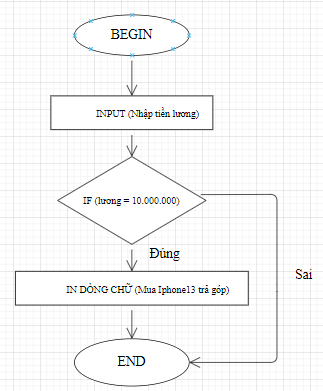 BEGIN
INPUT (Nhập tiền lương)
IF (lương = 10.000.000)
Đúng
Sai
IN DÒNG CHỮ (Mua Iphone13 trả góp)
END